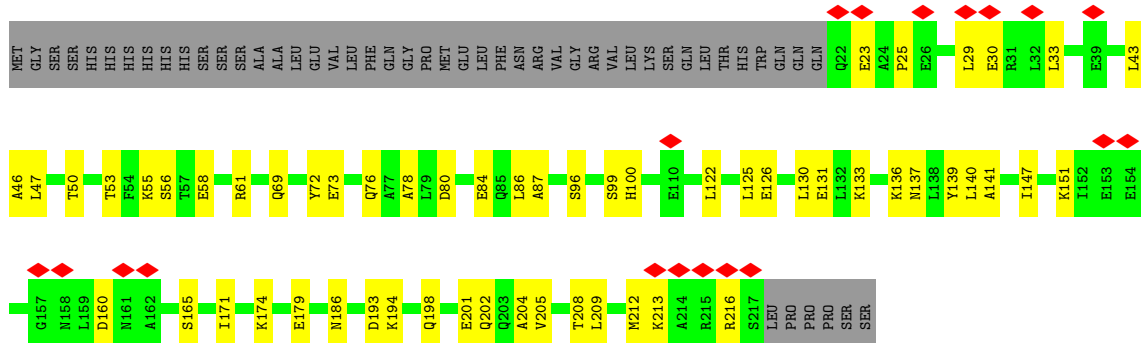 MET GLY SER SER HIS HIS HIS HIS HIS HIS SER SER SER ALA ALA LEU GLU VAL LEU PHE GLN GLY PRO MET GLU LEU PHE ASN ARG VAL GLY ARG VAL LEU LYS SER GLN LEU THR HIS TRP GLN GLN GLN Q22 E23 A24 P25 E26 L29 E30 R31 L32 L33 E39 L43
A46 L47 T50 T53 F54 K55 S56 T57 E58 R61 Q69 Y72 E73 Q76 A77 A78 L79 D80 E84 Q85 L86 A87 S96 S99 H100 E110 L122 L125 E126 L130 E131 L132 K133 K136 N137 L138 Y139 L140 A141 I147 K151 I152 E153 E154
G157 N158 L159 D160 N161 A162 S165 I171 K174 E179 N186 D193 K194 Q198 E201 Q202 Q203 A204 V205 T208 L209 M212 K213 A214 R215 R216 S217 LEU PRO PRO PRO SER SER